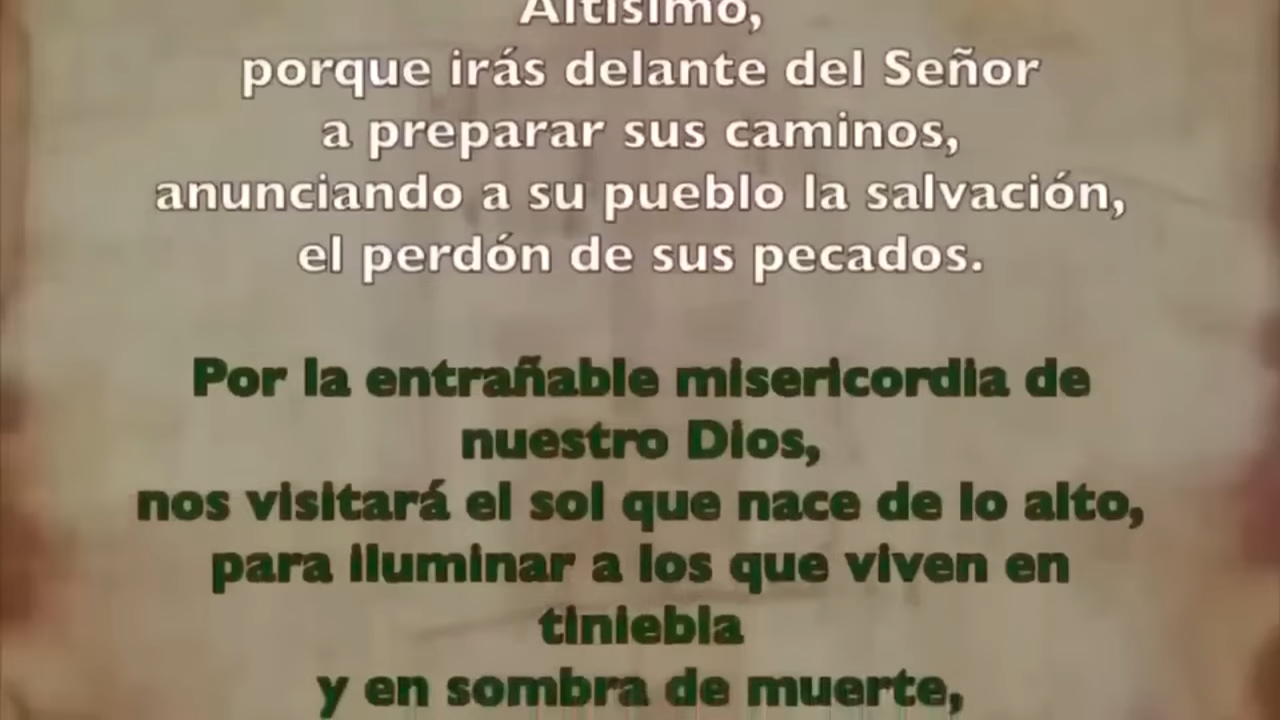 Altísimo,
porque irás delante del Señor
a preparar sus caminos,
anunciando a su pueblo la salvación,
el perdón de sus pecados.
Por la entrañable misericordia de
nuestro Dios,
nos visitará el sol que nace de lo alto,
para iluminar a los que viven en
tiniebla
y en sombra de muerte,